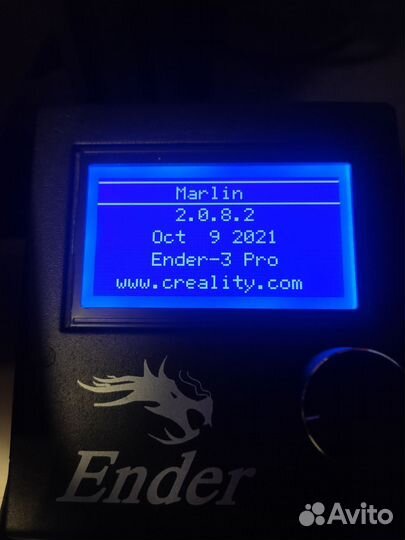 Marlin
2.0.8.2
Oct 9 2021
Ender-3 Pro
www.creality.com
Ender
Avito